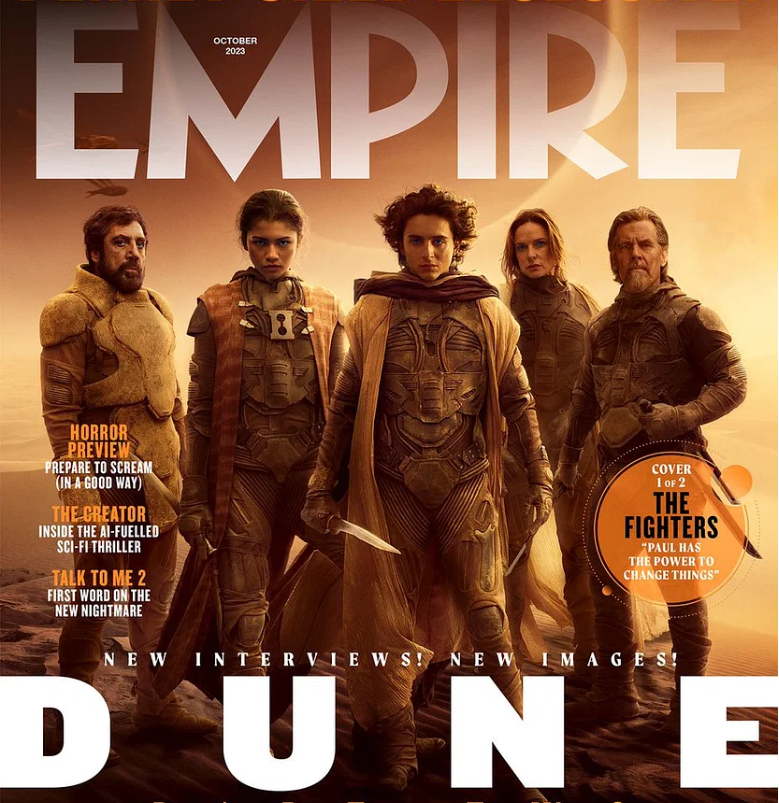 EMPIRE
OCTOBER
2023
HORROR
PREVIEW
PREPARE TO SCREAM
(IN A GOOD WAY)
THE CREATOR
INSIDE THE AI-FUELLED
SCI-FI THRILLER
TALK TO ME 2
FIRST WORD ON THE
NEW NIGHTMARE
COVER
1 OF 2
THE
FIGHTERS
“PAUL HAS
THE POWER TO
CHANGE THINGS”
NEW INTERVIEWS! NEW IMAGES!
DUNE